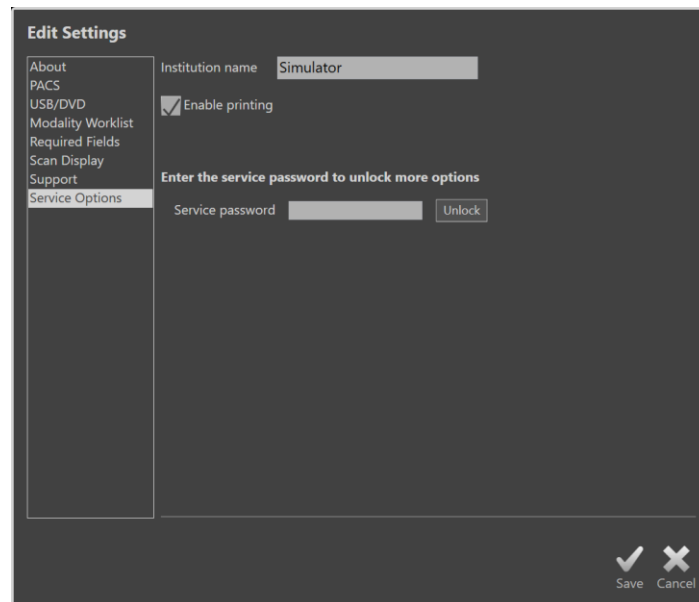 Edit Settings
About
PACS
USB/DVD
Modality Worklist
Required Fields
Scan Display
Support
Service Options
Institution name Simulator
Enable printing
Enter the service password to unlock more options
Service password Unlock
Save Cancel